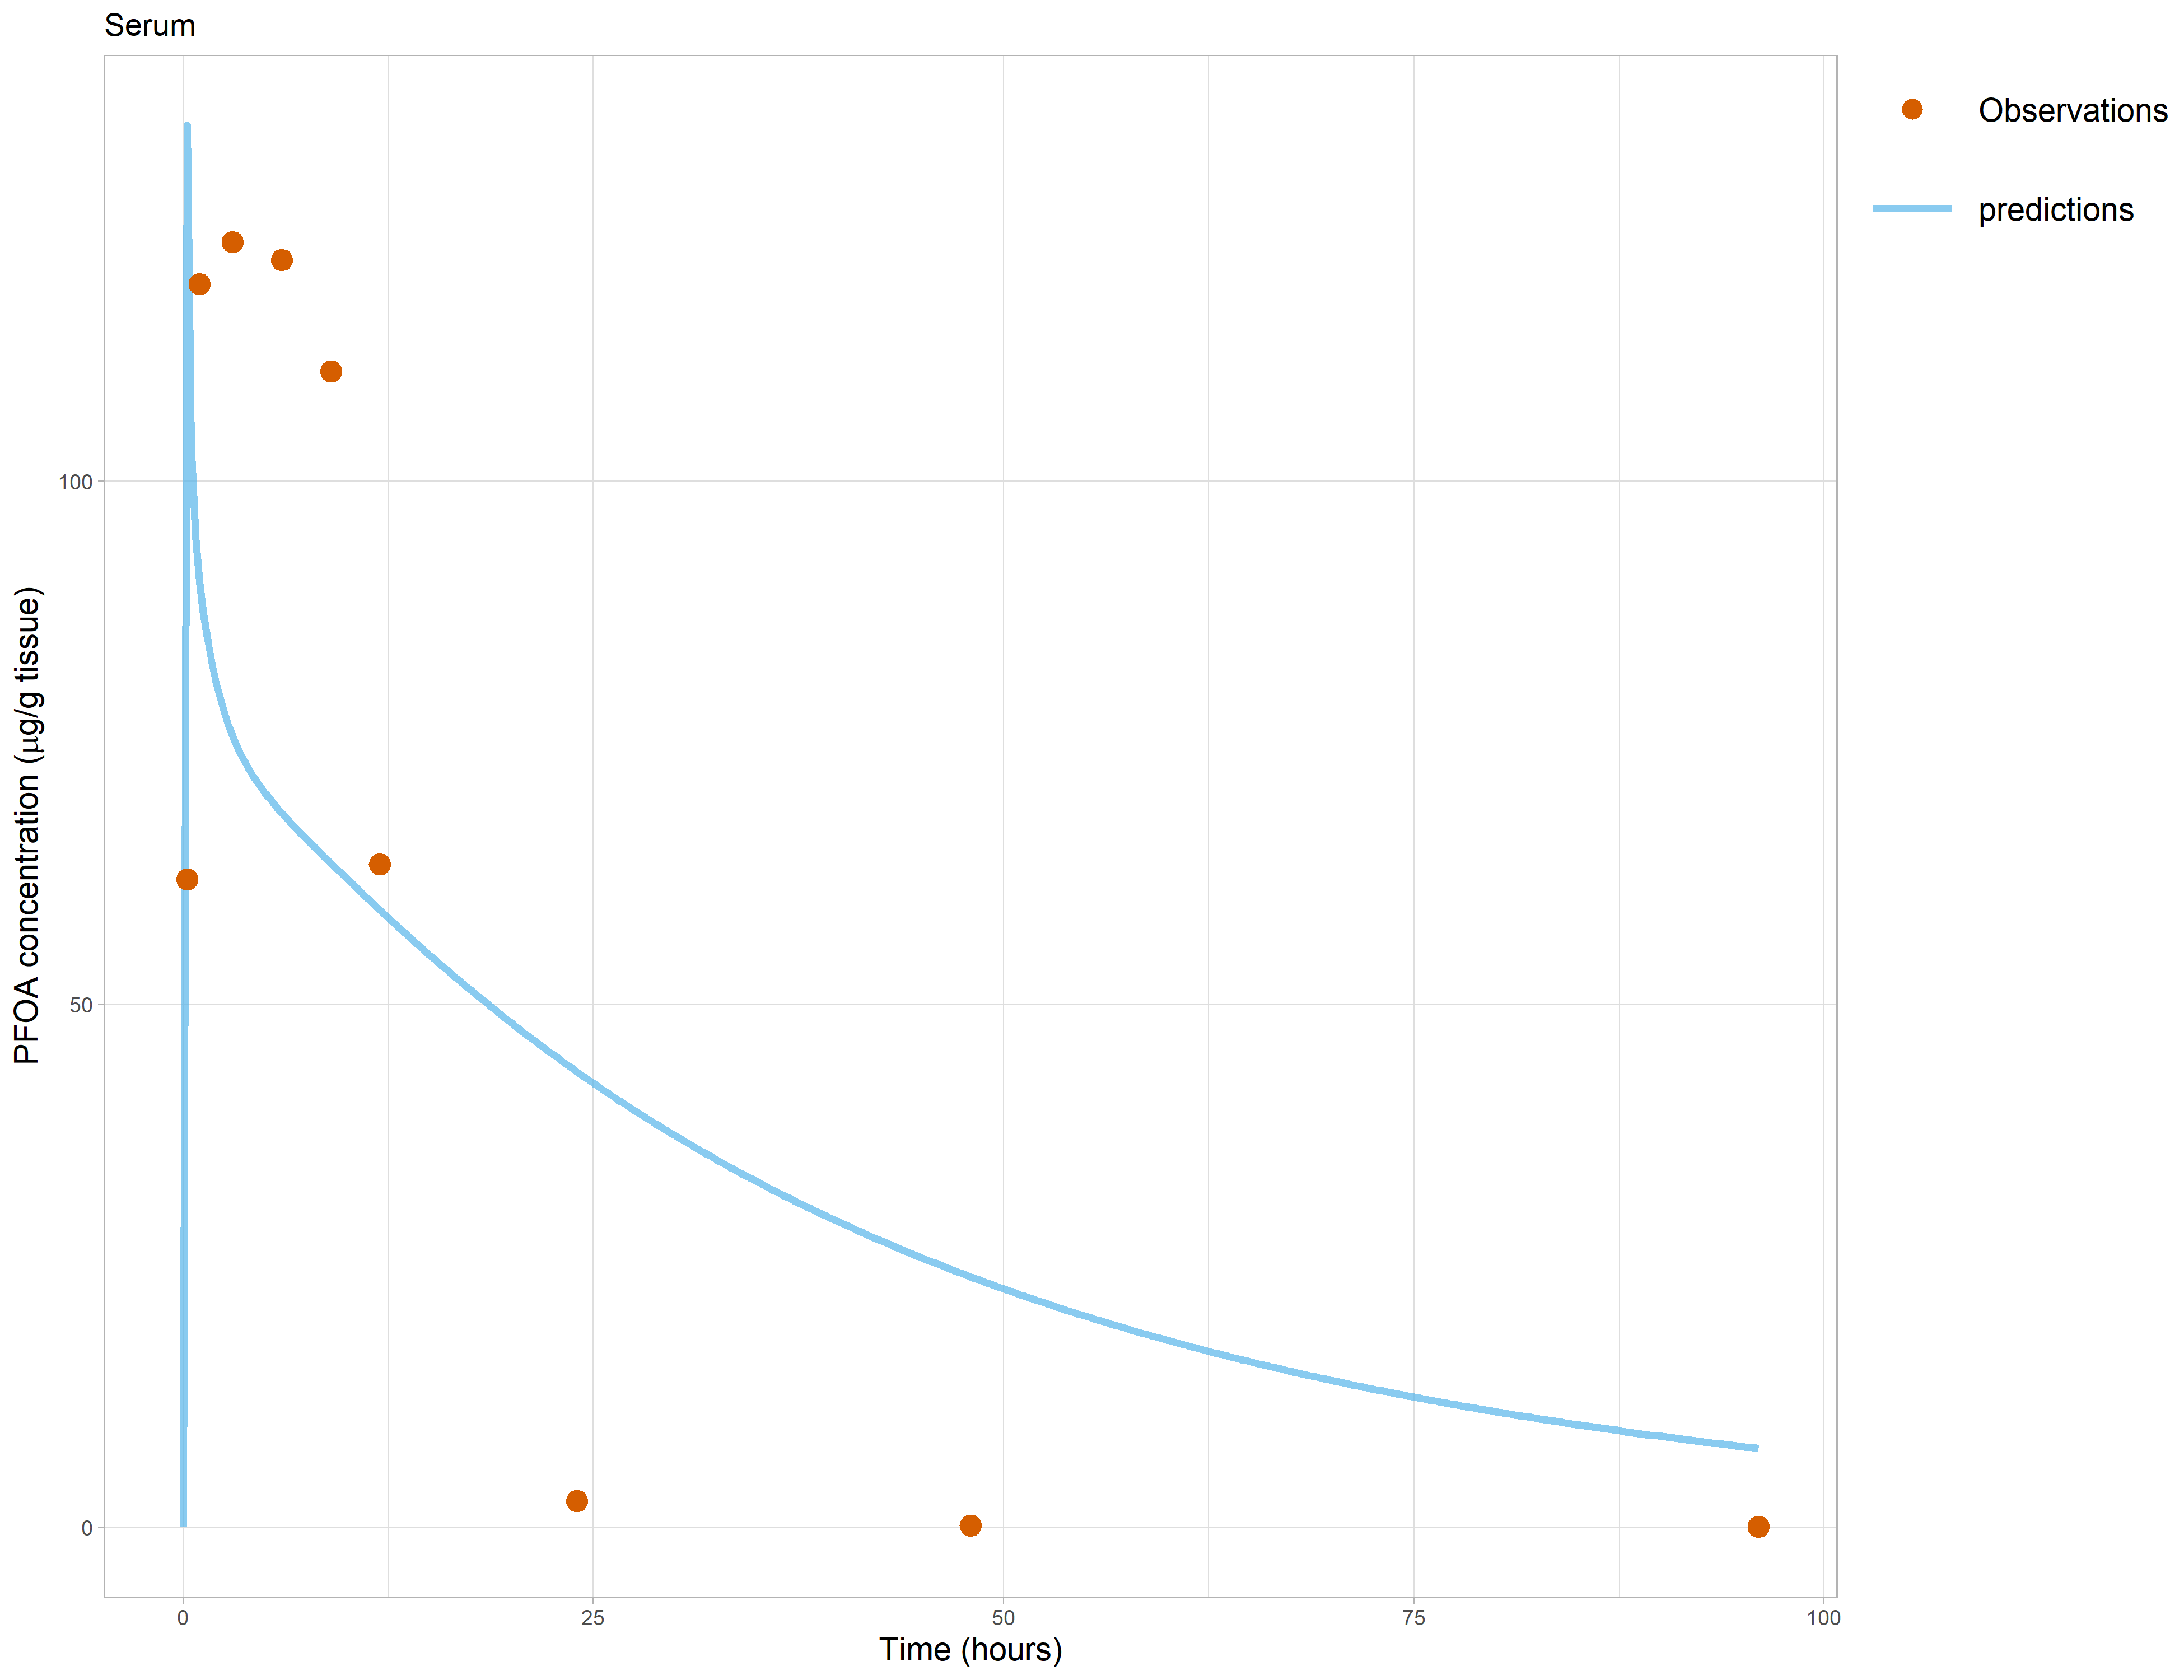 Serum
Observations
predictions
PFOA concentration (μg/g tissue)
100
50
0
0 25 50 75 100
Time (hours)